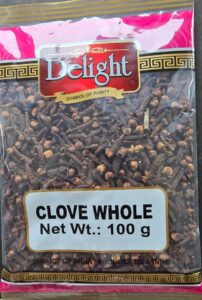 Delight
SYMBOL OF PURITY
CLOVE WHOLE
Net Wt.: 100 g